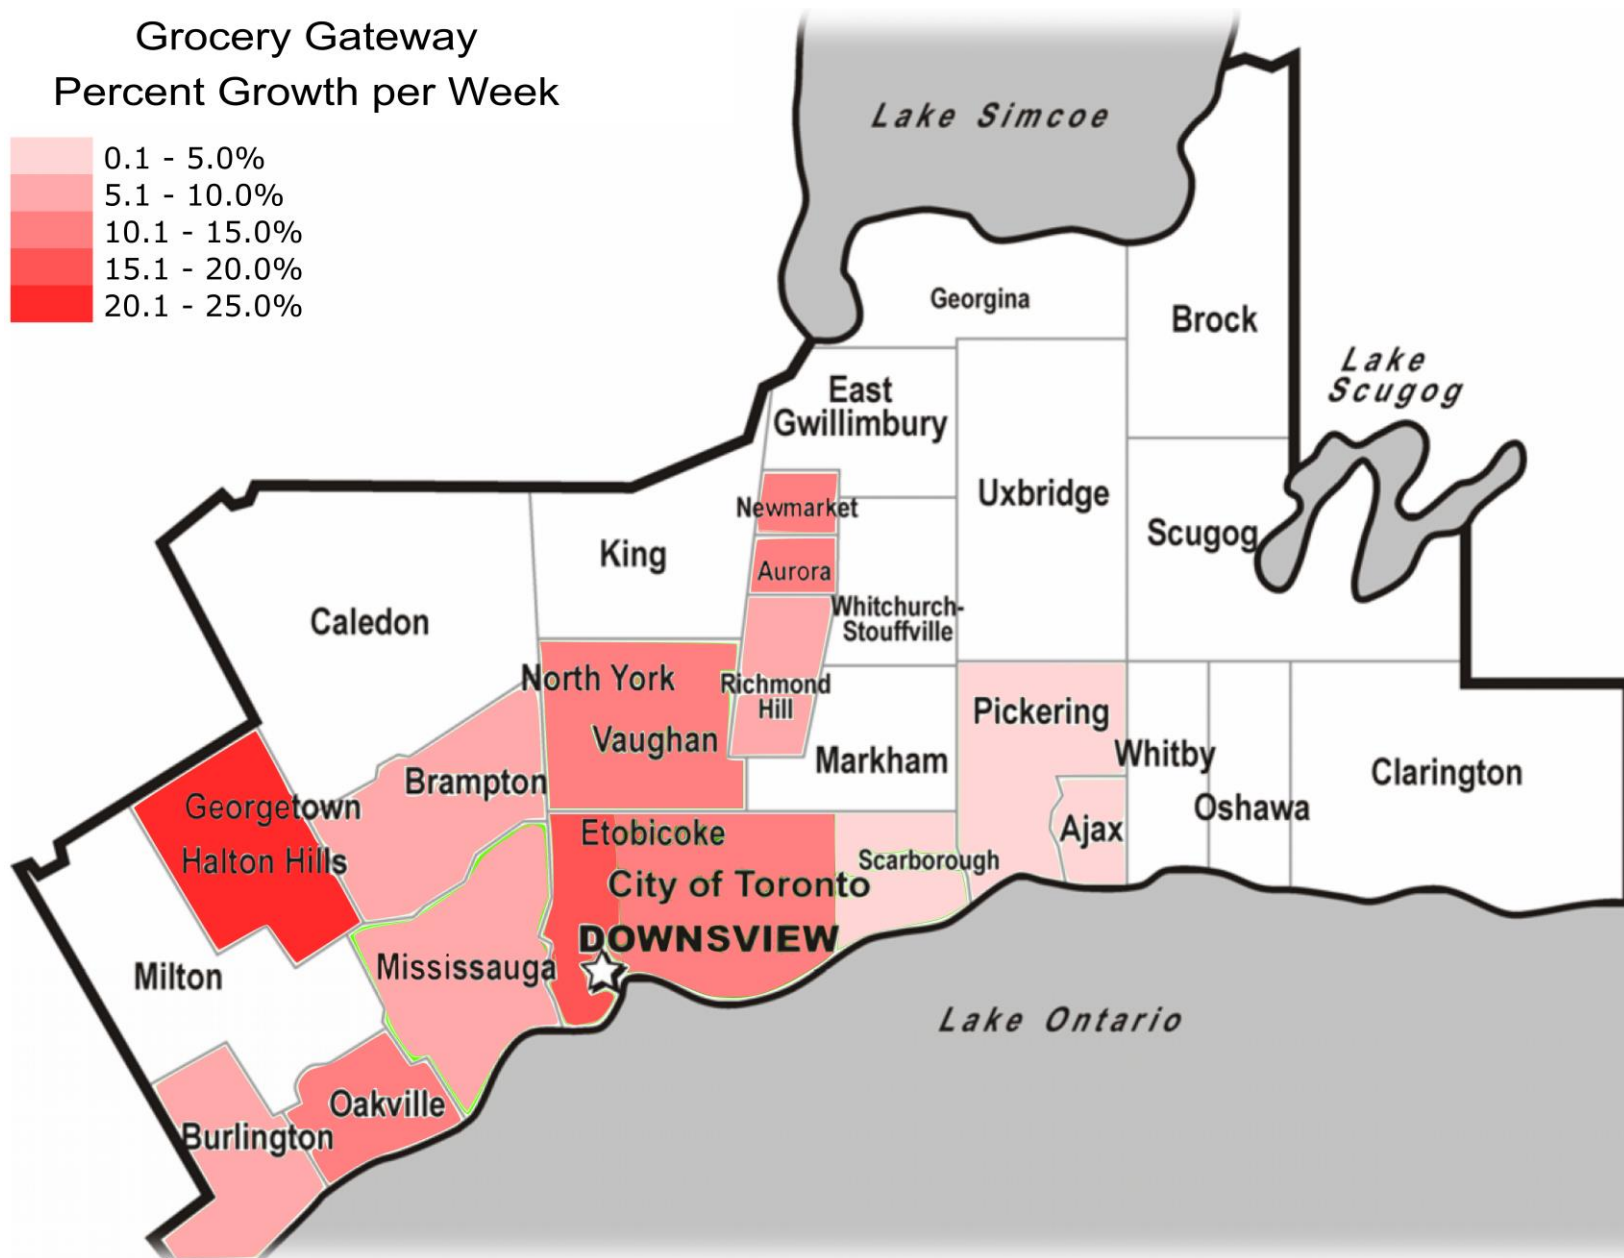 Grocery Gateway
Percent Growth per Week
0.1 - 5.0%
5.1 - 10.0%
10.1 - 15.0%
15.1 - 20.0%
20.1 - 25.0%
Lake Simcoe
Georgina
Brock
Lake
Scugog
East
Gwillimbury
Uxbridge
Newmarket
Scugog
King
Aurora
Caledon
Whitchurch-
Stouffville
North York
Richmond
Hill
Pickering
Vaughan
Markham
Whitby
Clarington
Brampton
Georgetown
Oshawa
Etobicoke
Ajax
Halton Hills
Scarborough
City of Toronto
DOWNSVIEW
Mississauga
Milton
Lake Ontario
Oakville
Burlington